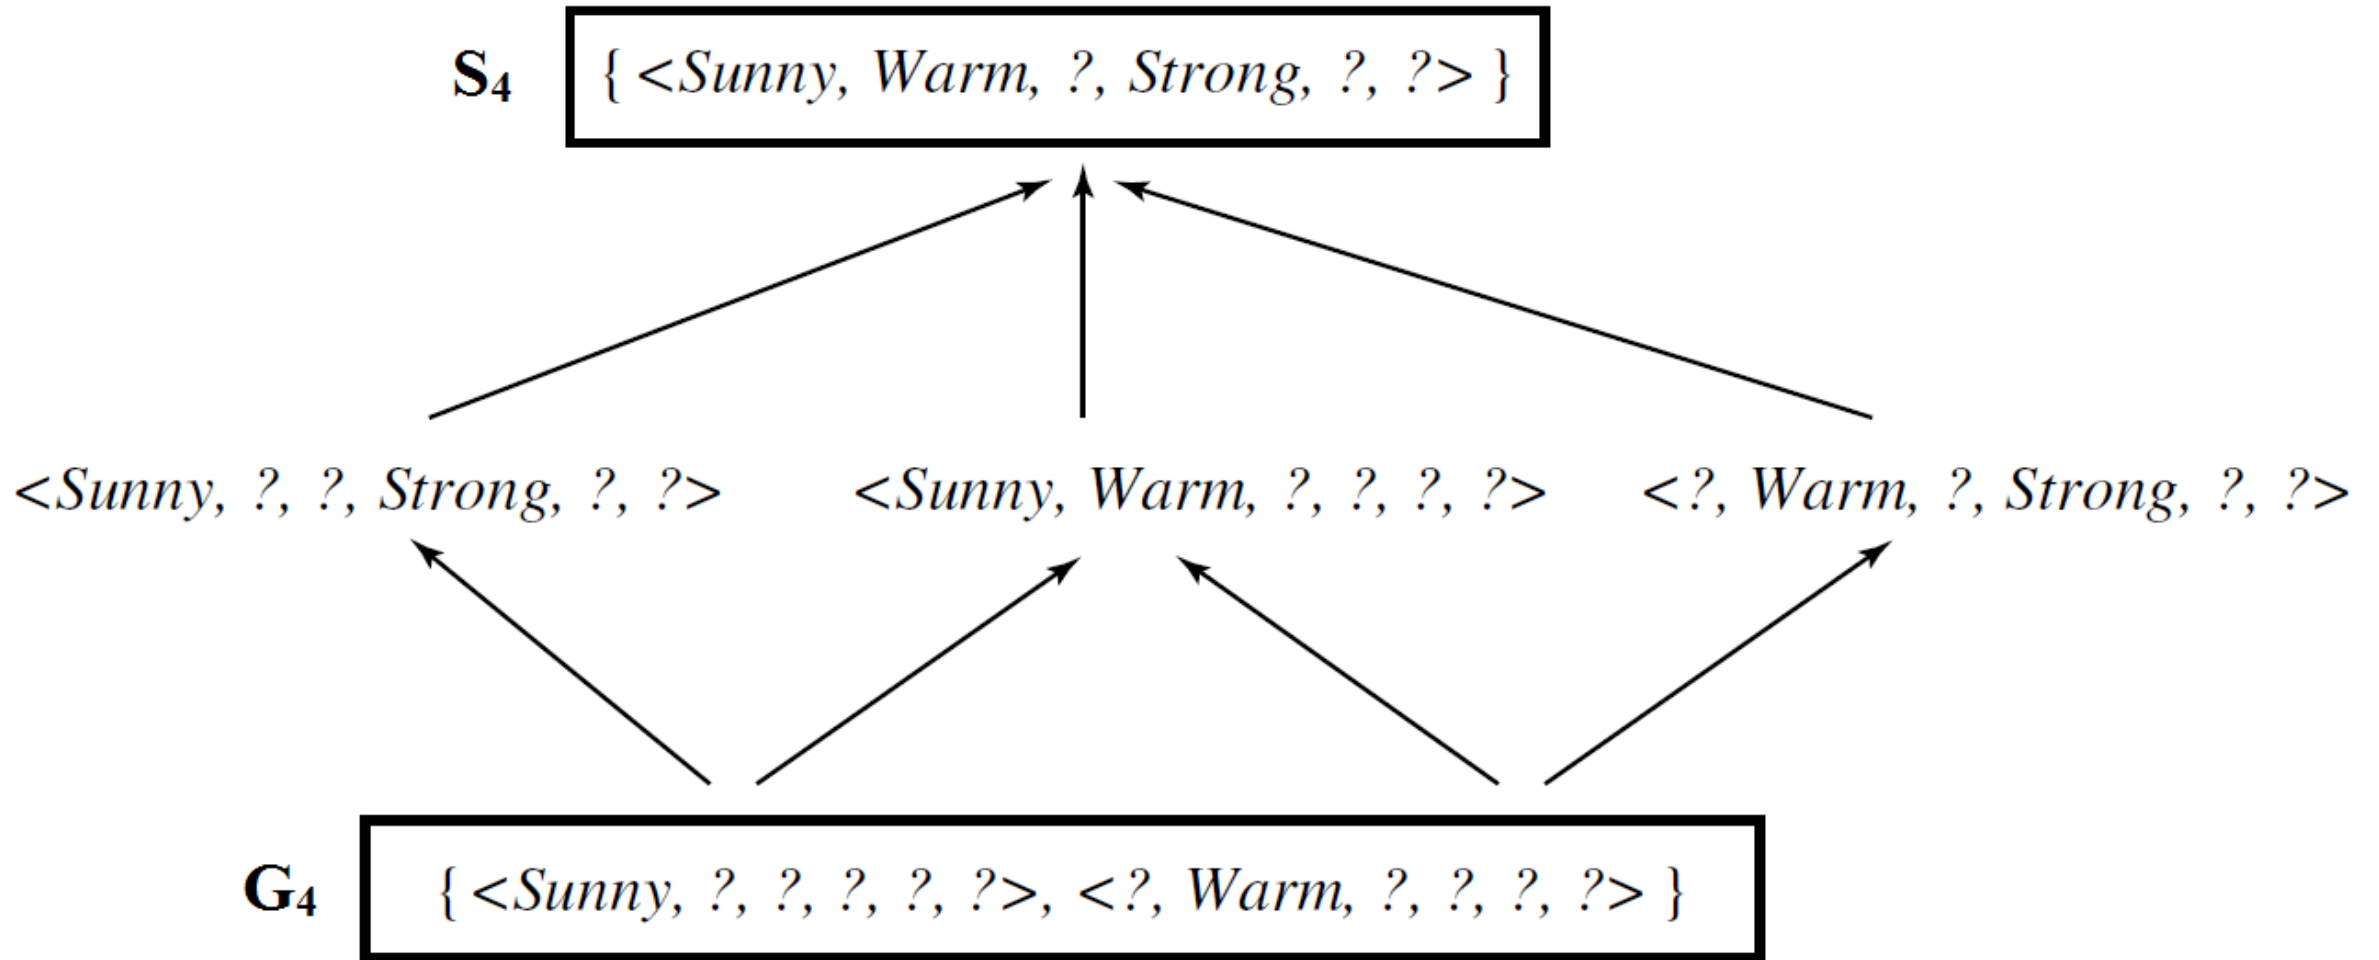 S4 { <Sunny, Warm, ?, Strong, ?, ?> }
<Sunny, ?, ?, Strong, ?, ?> <Sunny, Warm, ?, ?, ?, ?> <?, Warm, ?, Strong, ?, ?>
G4 { <Sunny, ?, ?, ?, ?, ?>, <?, Warm, ?, ?, ?, ?> }